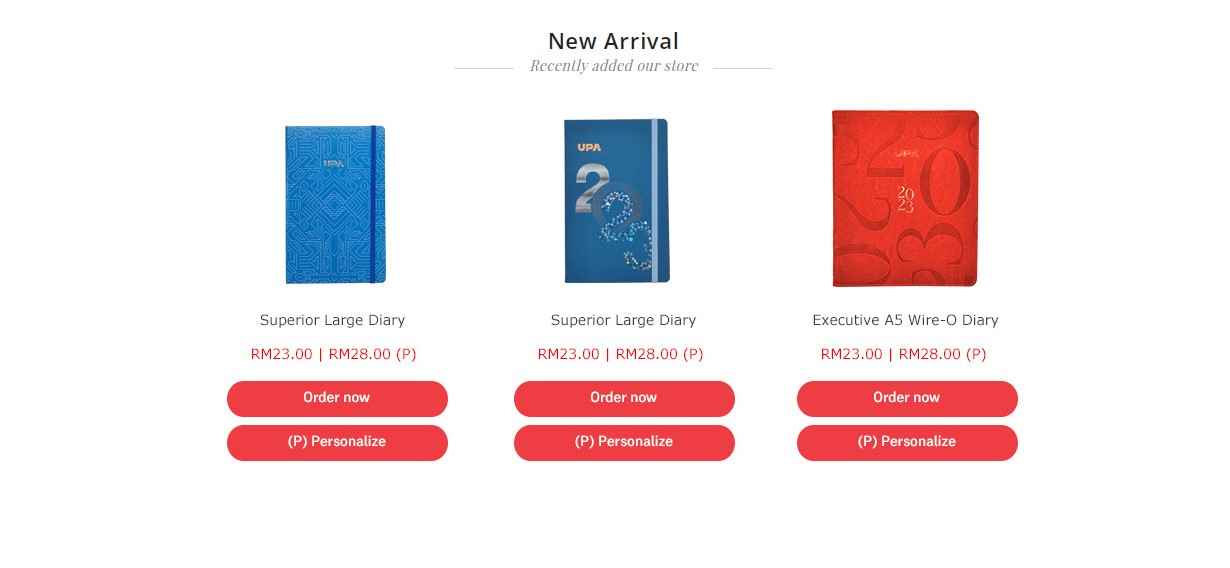 New Arrival
Recently added our store
UPA
UPA
2023
UPA
20
23
Superior Large Diary
Superior Large Diary
Executive A5 Wire-O Diary
RM23.00 | RM28.00 (P)
RM23.00 | RM28.00 (P)
RM23.00 | RM28.00 (P)
Order now
Order now
Order now
(P) Personalize
(P) Personalize
(P) Personalize